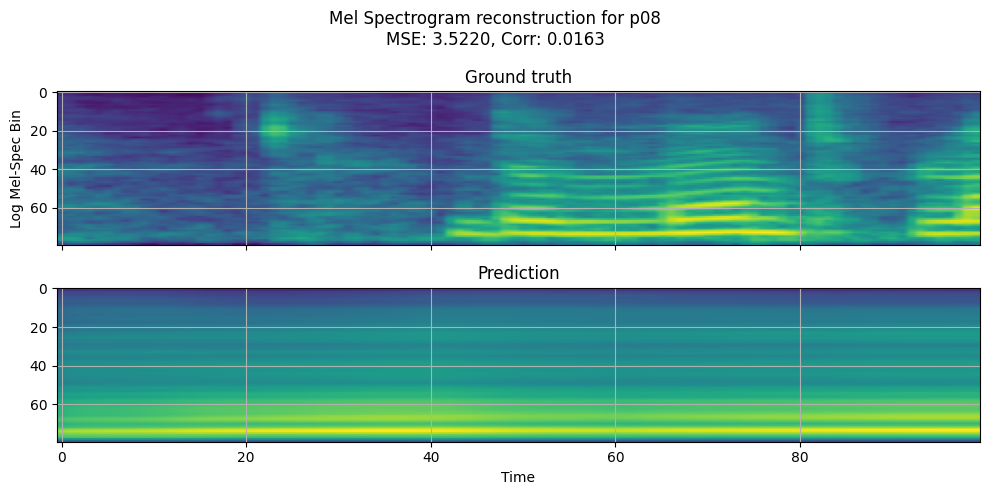 Mel Spectrogram reconstruction for p08
MSE: 3.5220, Corr: 0.0163
Ground truth
0
20
40
60
Log Mel-Spec Bin
Prediction
0
20
40
60
0 20 40 60 80
Time